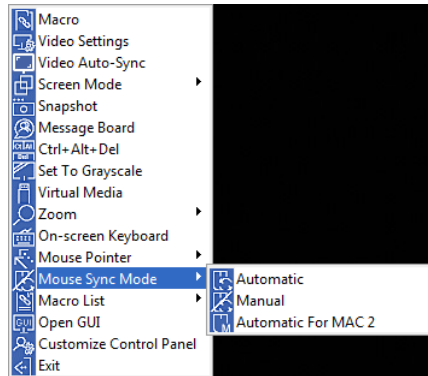 Macro
Video Settings
Video Auto-Sync
Screen Mode
Snapshot
Message Board
Ctrl+Alt+Del
Set To Grayscale
Virtual Media
Zoom
On-screen Keyboard
Mouse Pointer
Mouse Sync Mode
Automatic
Macro List
Manual
Open GUI
Automatic For MAC 2
Customize Control Panel
Exit